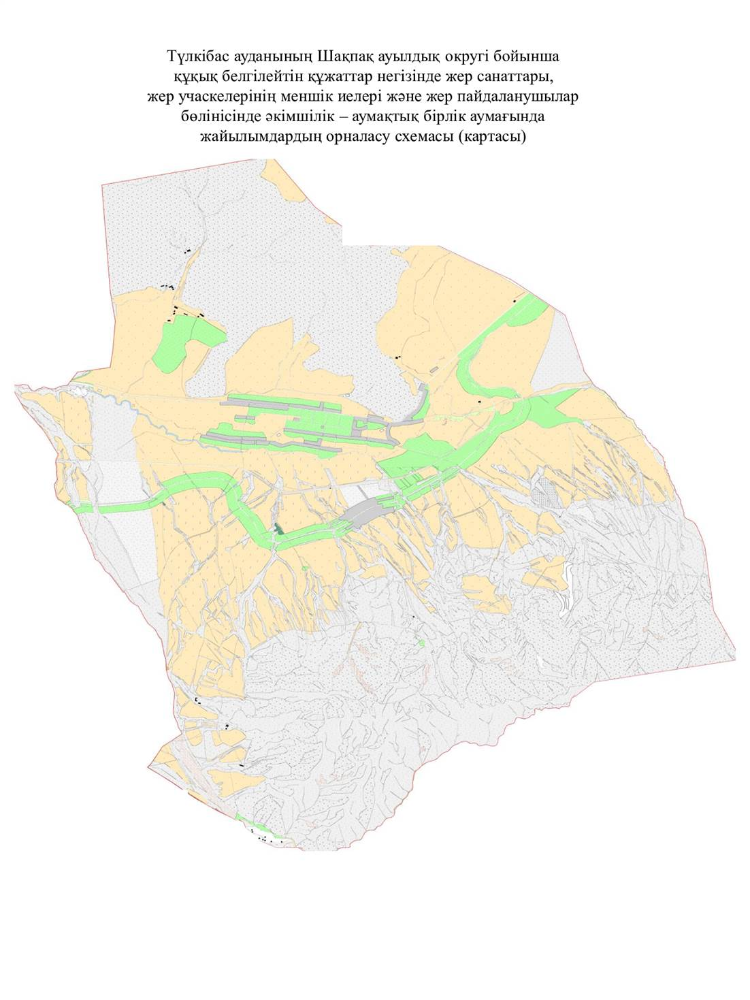 Түлкібас ауданының Шақпақ ауылдық округі бойынша
құқық белгілейтін құжаттар негізінде жер санаттары,
жер учаскелерінің меншік иелері және жер пайдаланушылар
бөлінісінде әкімшілік – аумақтық бірлік аумағында
жайылымдардың орналасу схемасы (картасы)